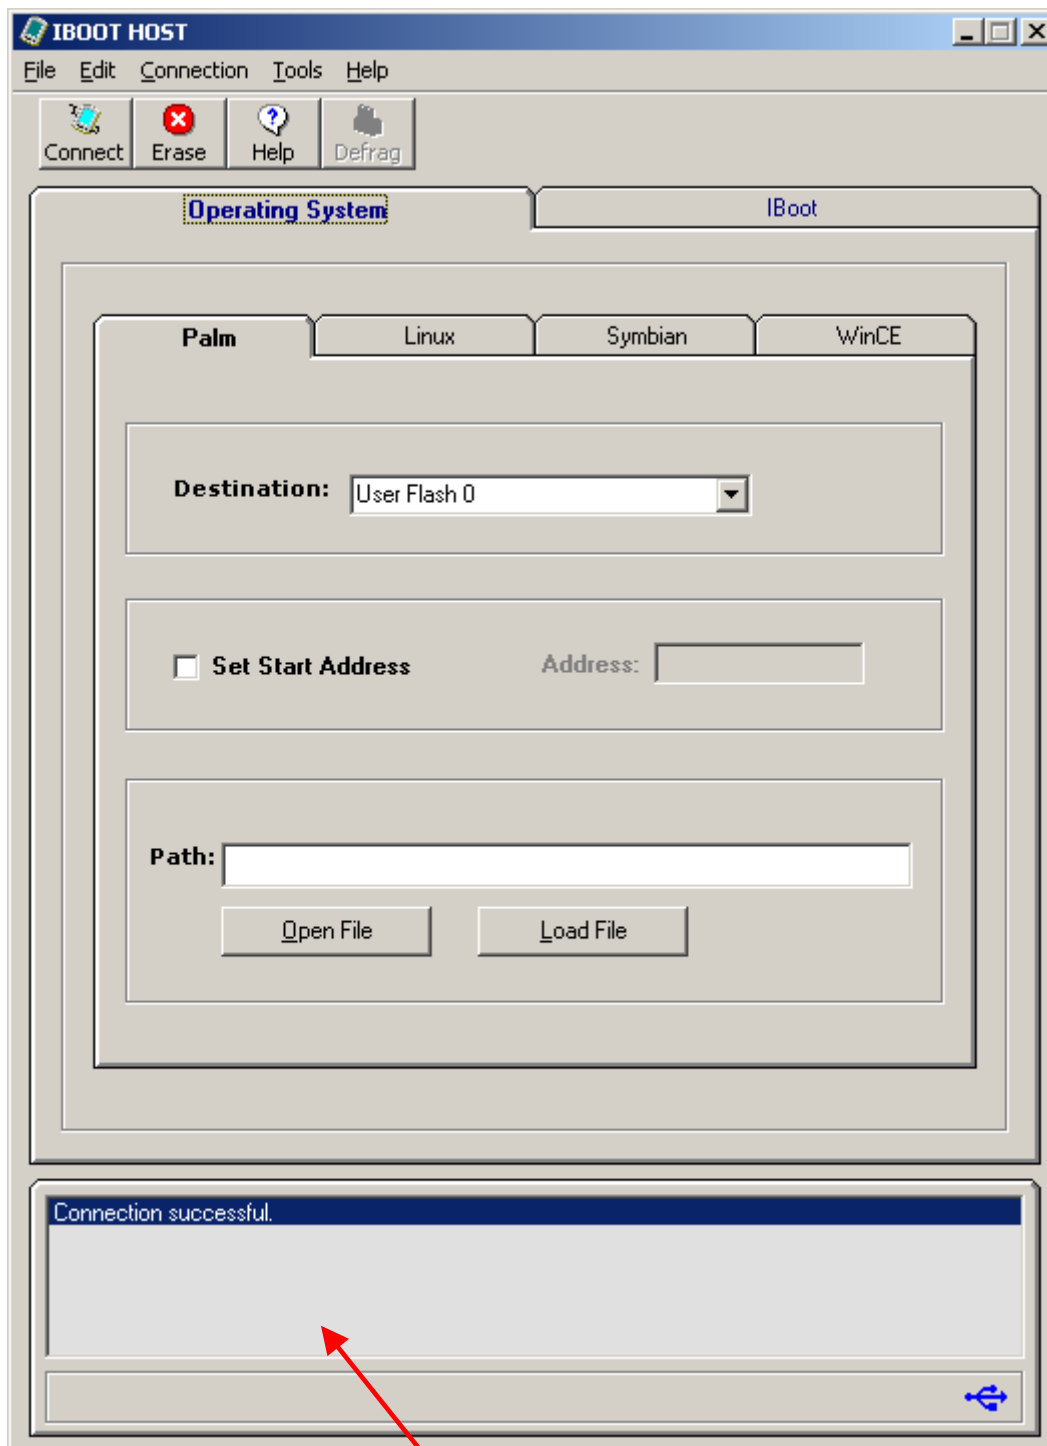 IBOOT HOST
File Edit Connection Tools Help
Connect Erase Help Defrag
Operating System IBoot
Palm Linux Symbian WinCE
Destination: User Flash 0
Set Start Address Address:
Path:
Open File Load File
Connection successful.